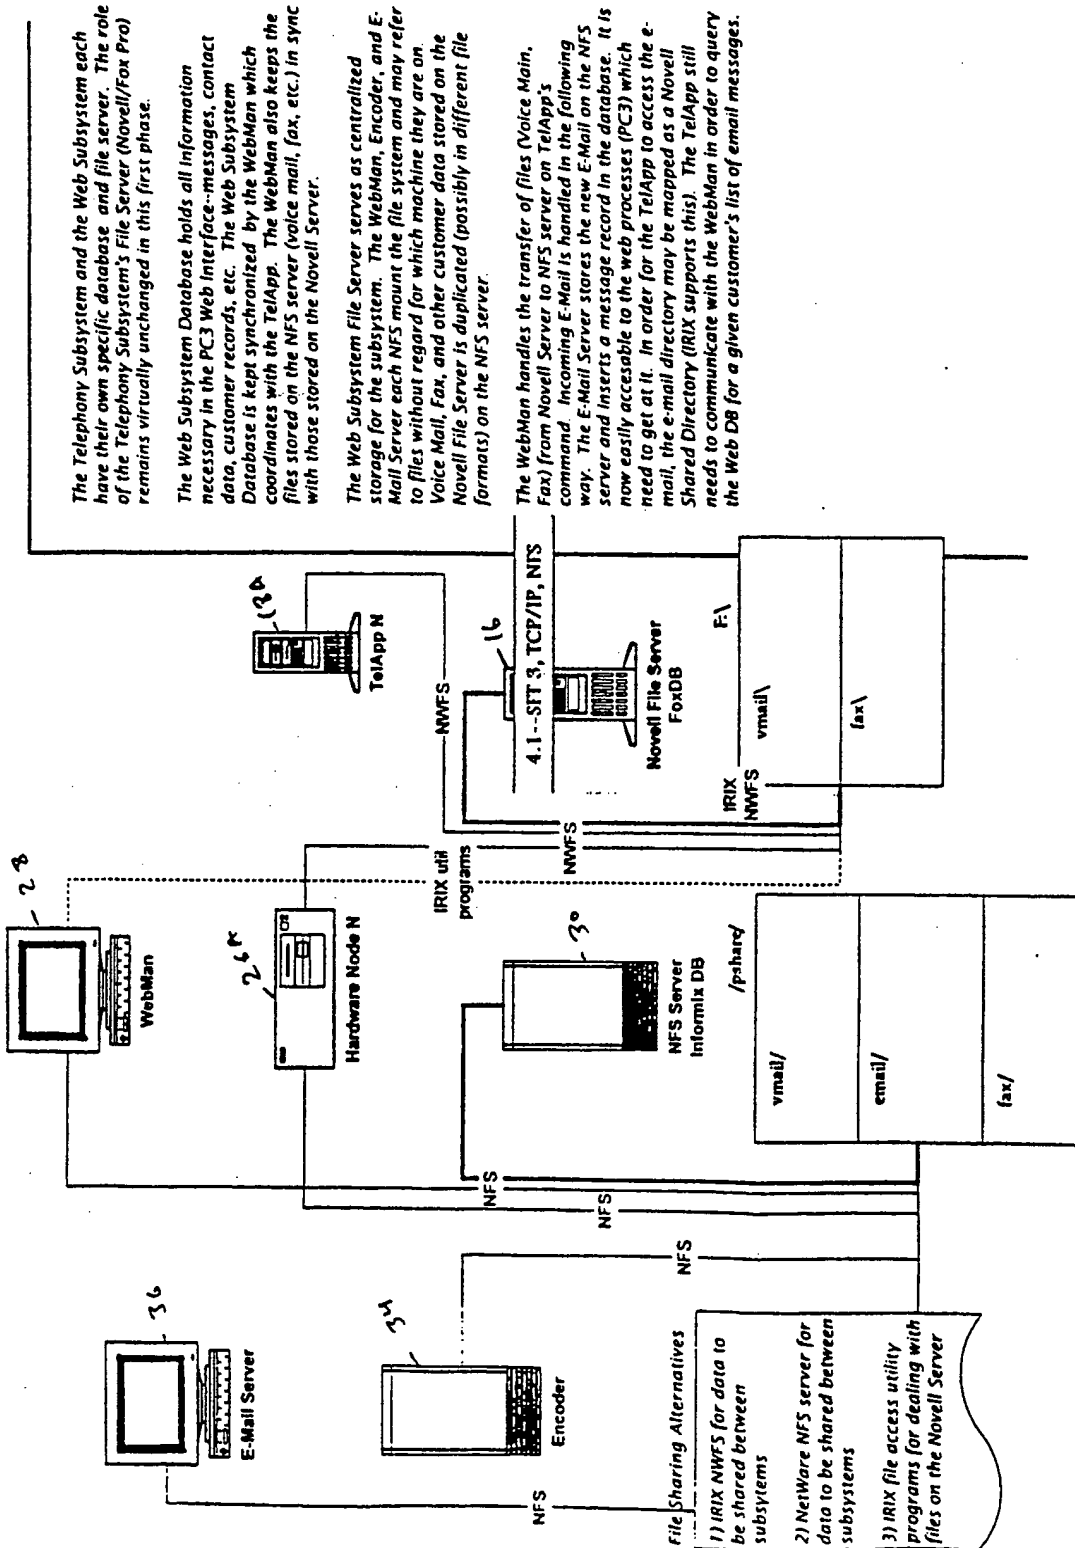 36
E-Mail Server
NFS
34
Encoder
NFS
28
WebMan
Hardware Node N
NFS
NFS
30
NFS Server
Informix DB
IRIX util
programs
TelApp N
NWFS
16
4.1--SFT 3, TCP/IP, NFS
Novell File Server
FoxDB
NWFS
IRIX
NWFS
F:\
vmail\
fax\
/pshare/
vmail/
email/
fax/
File Sharing Alternatives
1) IRIX NWFS for data to
be shared between
subsytems
2) NetWare NFS server for
data to be shared between
subsystems
3) IRIX file access utility
programs for dealing with
files on the Novell Server
The Telephony Subsystem and the Web Subsystem each
have their own specific database and file server. The role
of the Telephony Subsystem's File Server (Novell/Fox Pro)
remains virtually unchanged in this first phase.
The Web Subsystem Database holds all Information
necessary in the PC3 Web Interface--messages, contact
data, customer records, etc. The Web Subsystem
Database is kept synchronized by the WebMan which
coordinates with the TelApp. The WebMan also keeps the
files stored on the NFS server (voice mail, fax, etc.) in sync
with those stored on the Novell Server.
The Web Subsystem File Server serves as centralized
storage for the subsystem. The WebMan, Encoder, and E-
Mail Server each NFS mount the file system and may refer
to files without regard for which machine they are on.
Voice Mail, Fax, and other customer data stored on the
Novell File Server is duplicated (possibly in different file
formats) on the NFS server.
The WebMan handles the transfer of files (Voice Main,
Fax) from Novell Server to NFS server on TelApp's
command. Incoming E-Mail is handled in the following
way. The E-Mail Server stores the new E-Mail on the NFS
server and inserts a message record in the database. It is
now easily accesable to the web processes (PC3) which
need to get at it. In order for the TelApp to access the e-
mail, the e-mail directory may be mapped as a Novell
Shared Directory (IRIX supports this). The TelApp still
needs to communicate with the WebMan in order to query
the Web DB for a given customer's list of email messages.